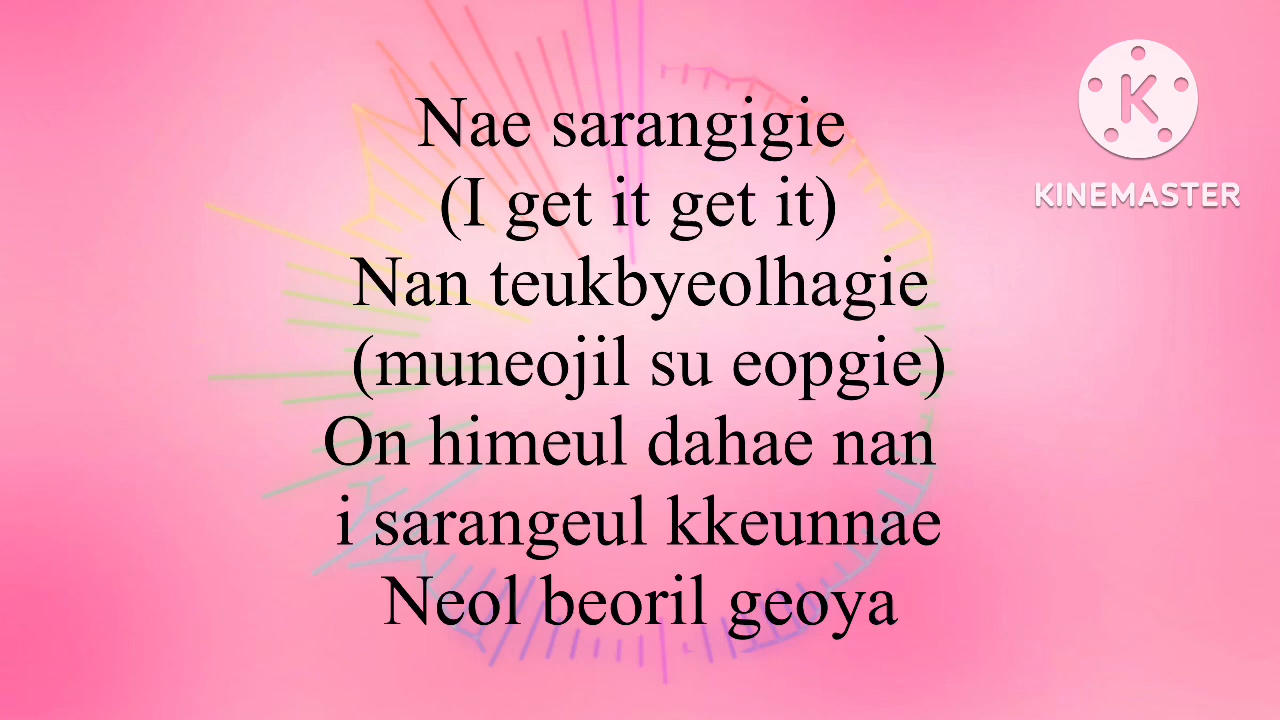 Nae sarangigie
(I get it get it)
Nan teukbyeolhagie
(muneojil su eopgie)
On himeul dahae nan
i sarangeul kkeunnae
Neol beoril geoya
K
KINEMASTER